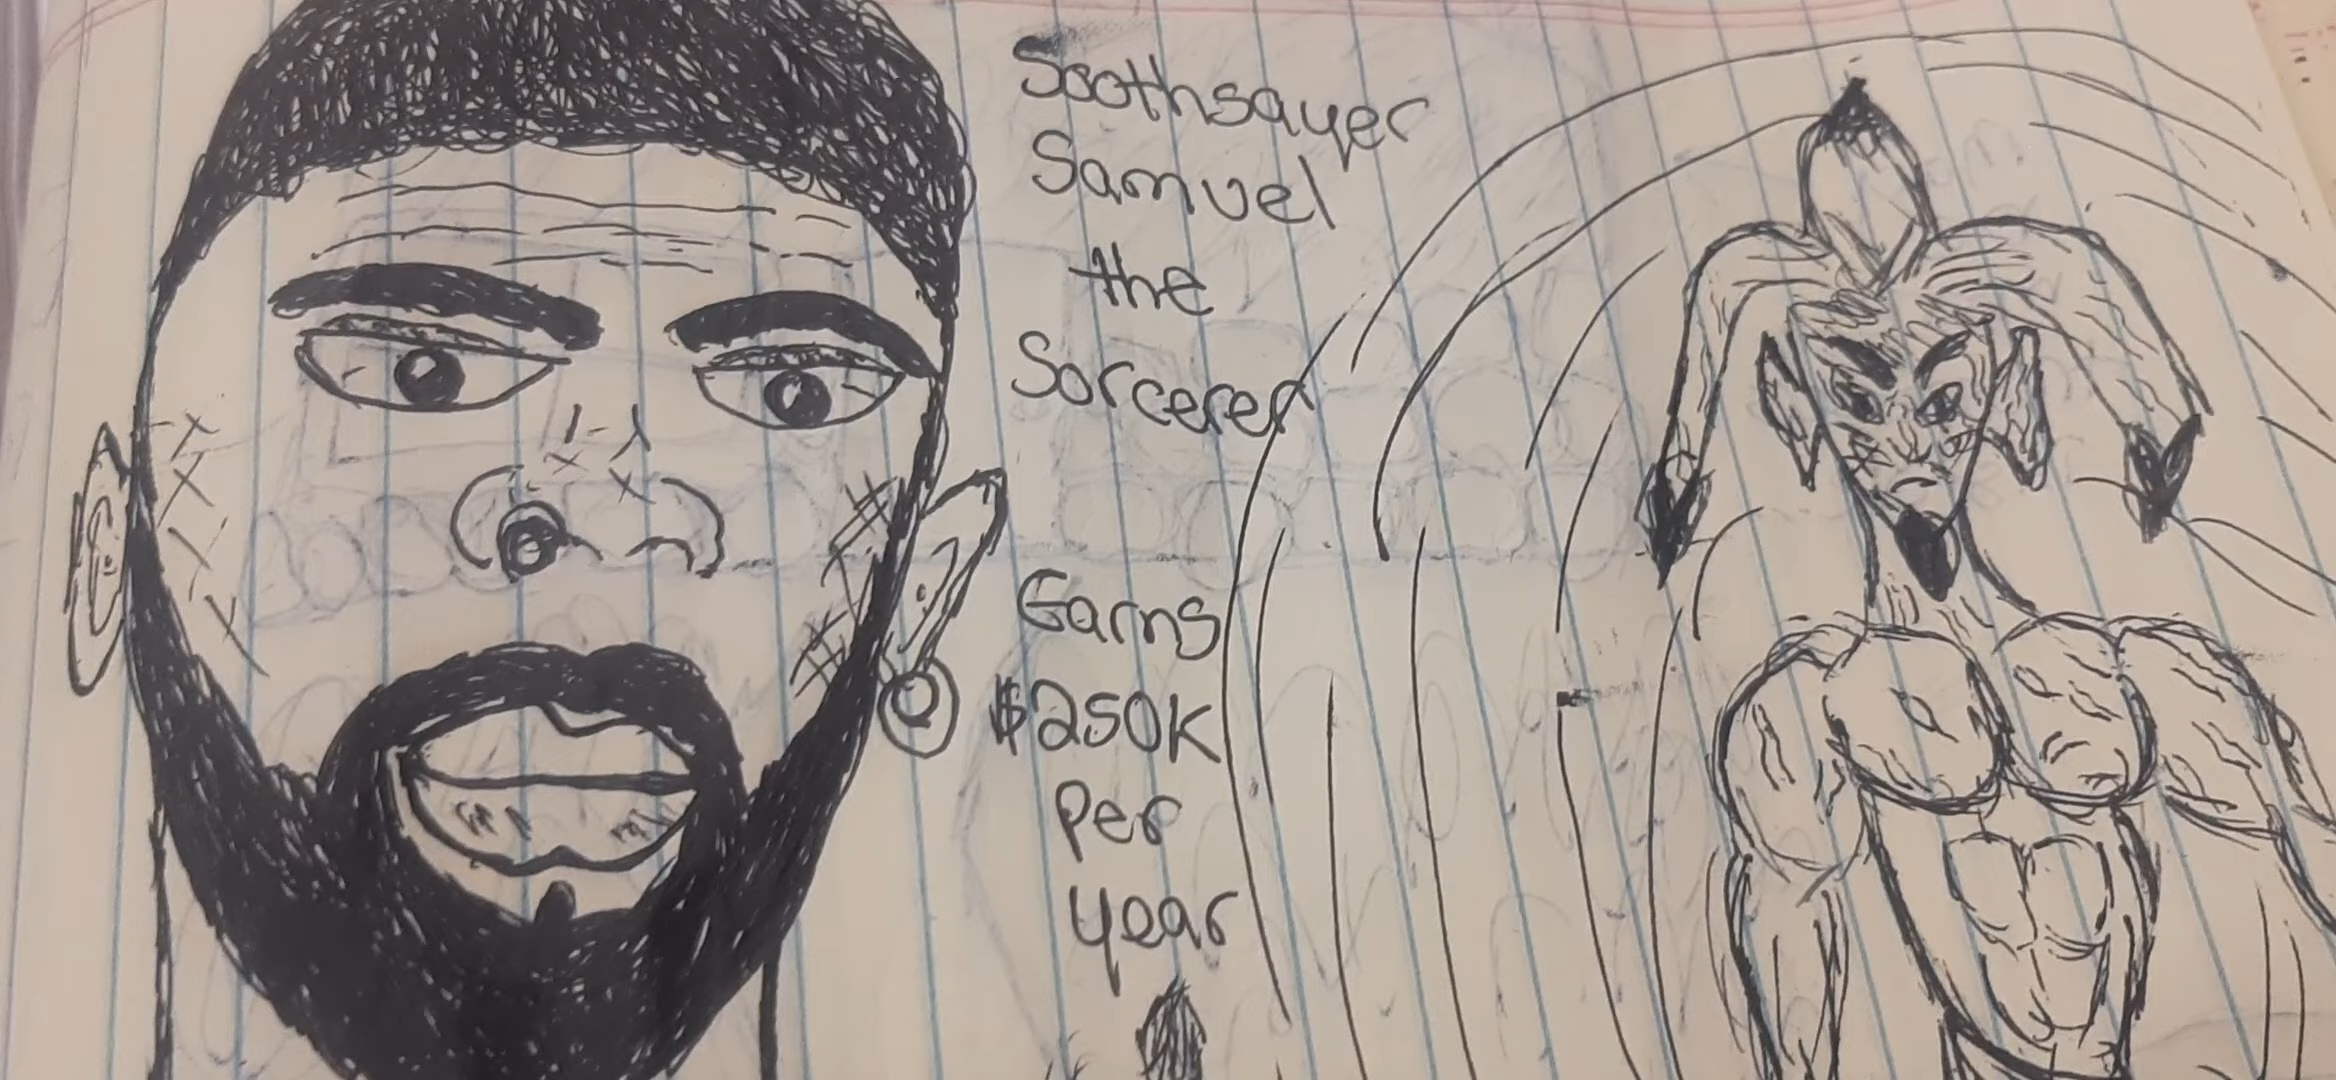 Soothsayer
Samuel
the
Sorcerer
Earns
$250K
Per
year